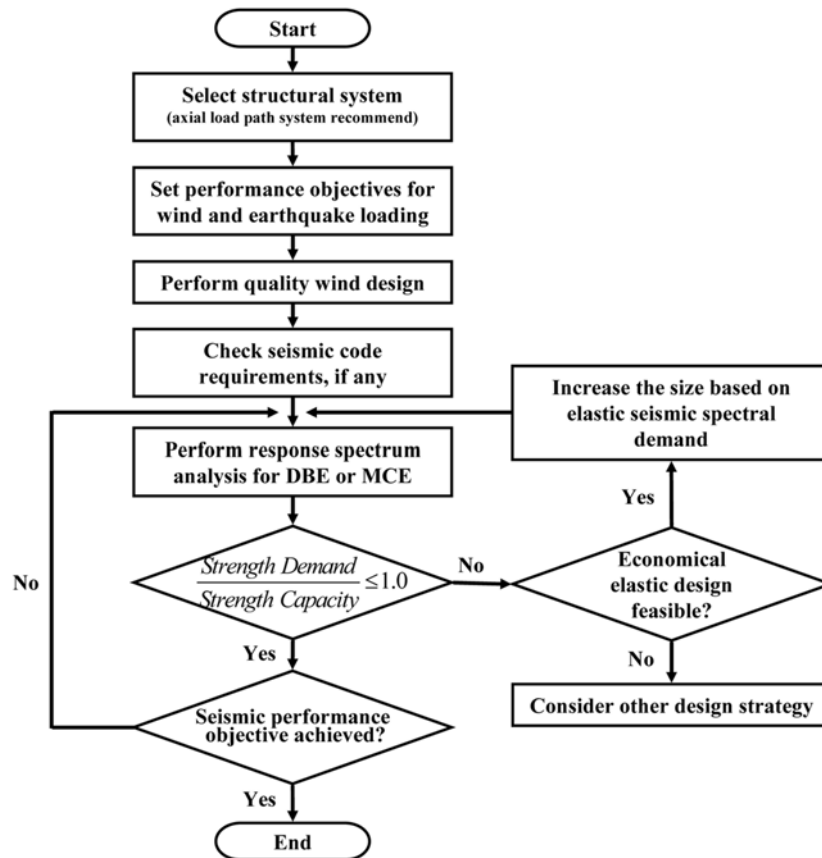 Start
Select structural system
(axial load path system recommend)
Set performance objectives for
wind and earthquake loading
Perform quality wind design
Check seismic code
requirements, if any
Increase the size based on
elastic seismic spectral
demand
Perform response spectrum
analysis for DBE or MCE
Yes
No
Strength Demand
Strength Capacity
≤1.0
No
Economical
elastic design
feasible?
Yes
No
Seismic performance
objective achieved?
Consider other design strategy
Yes
End